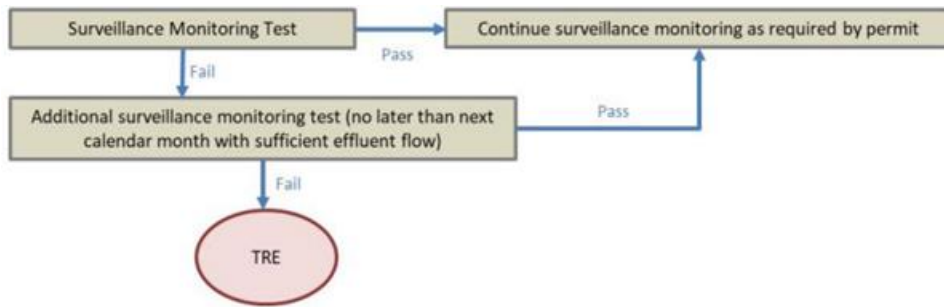 Surveillance Monitoring Test
Continue surveillance monitoring as required by permit
Pass
Fail
Additional surveillance monitoring test (no later than next
calendar month with sufficient effluent flow)
Pass
Fail
TRE